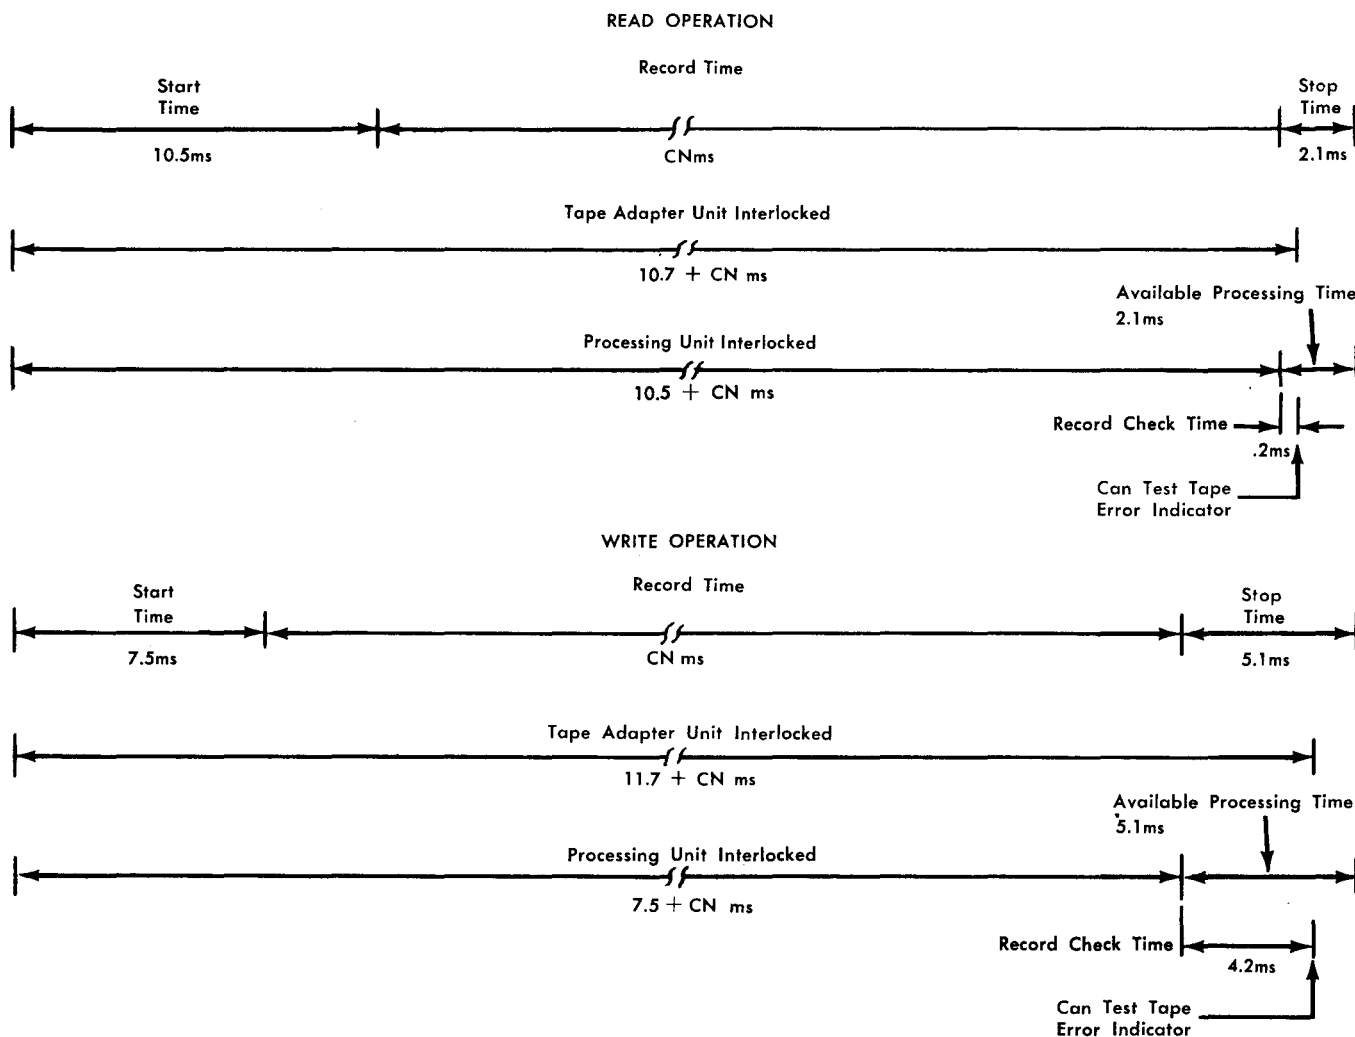 READ OPERATION
Record Time
Start
Time
Stop
Time
10.5ms
CNms
2.1ms
Tape Adapter Unit Interlocked
10.7 + CN ms
Available Processing Time
2.1ms
Processing Unit Interlocked
10.5 + CN ms
Record Check Time
.2ms
Can Test Tape
Error Indicator
WRITE OPERATION
Record Time
Start
Time
Stop
Time
7.5ms
CN ms
5.1ms
Tape Adapter Unit Interlocked
11.7 + CN ms
Available Processing Time
5.1ms
Processing Unit Interlocked
7.5 + CN ms
Record Check Time
4.2ms
Can Test Tape
Error Indicator